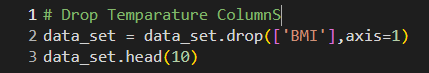 1 # Drop Temparature ColumnS
2 data_set = data_set.drop(['BMI'],axis=1)
3 data_set.head(10)